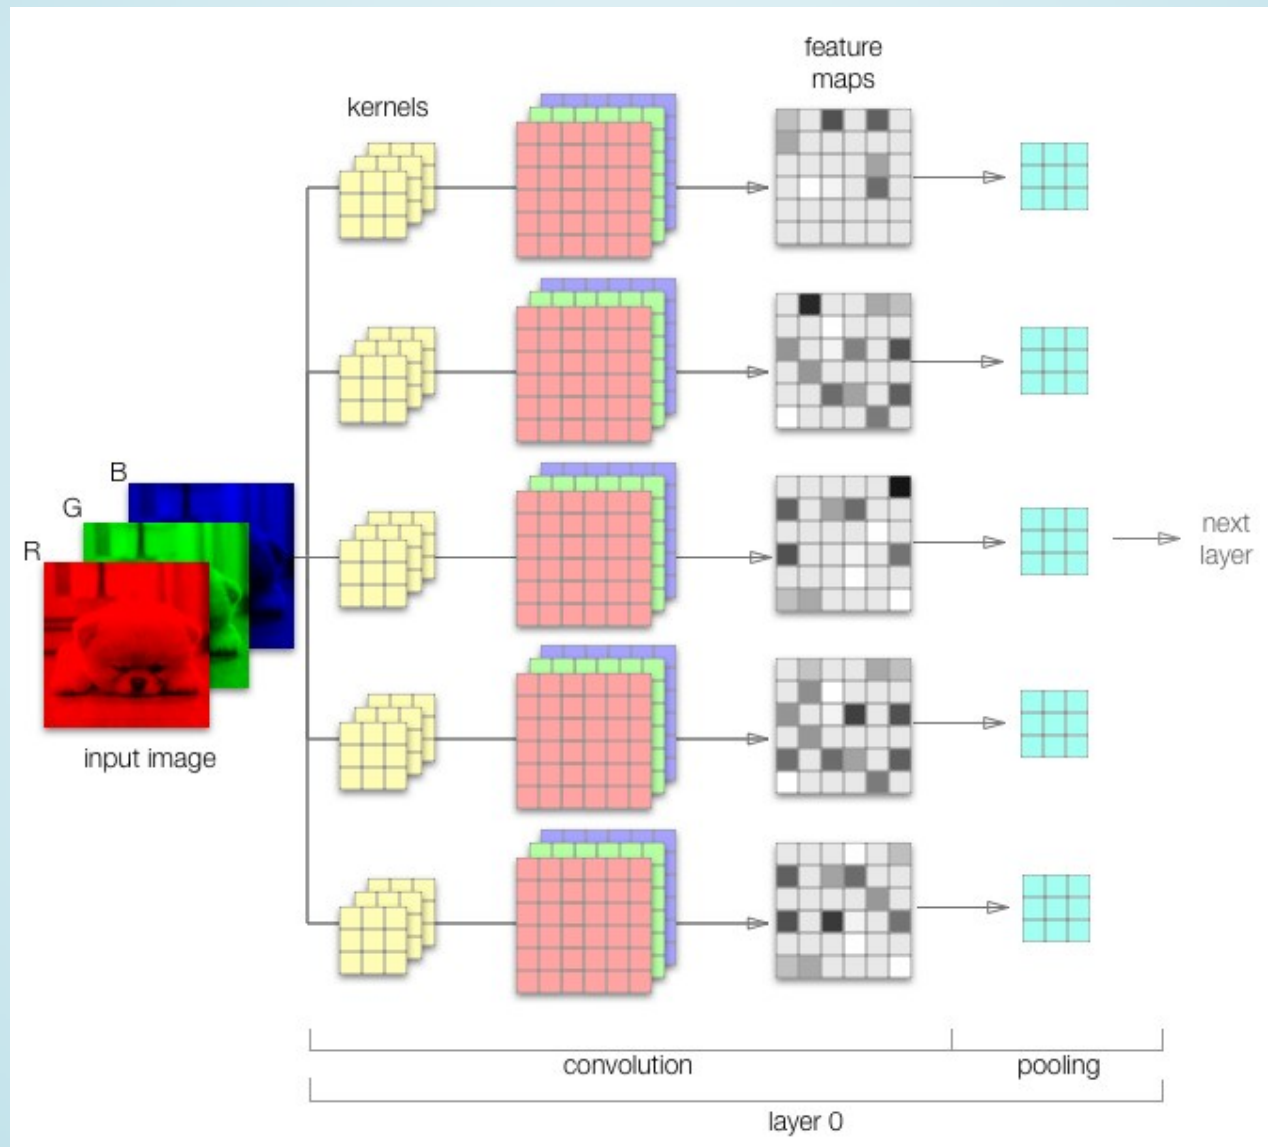 feature
maps
kernels
B
G
R
input image
next
layer
convolution
pooling
layer 0